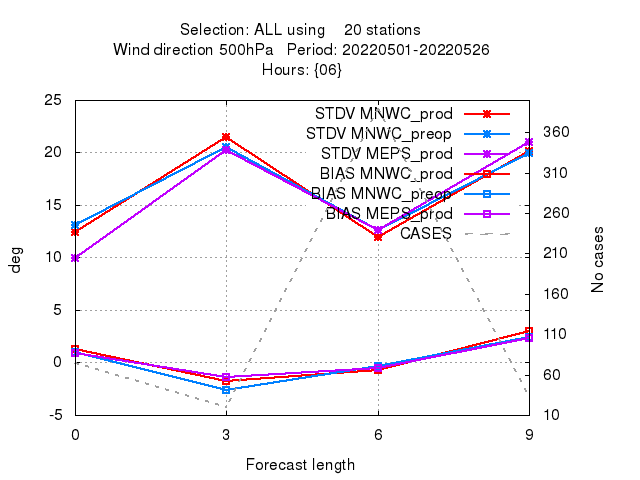 Selection: ALL using    20 stations
Wind direction 500hPa   Period: 20220501-20220526
Hours: {06}
STDV MNWC_prod
STDV MNWC_preop
STDV MEPS_prod
BIAS MNWC_prod
BIAS MNWC_preop
BIAS MEPS_prod
CASES
25
20
15
10
5
0
-5
deg
360
310
260
210
160
110
60
10
No cases
0 3 6 9
Forecast length